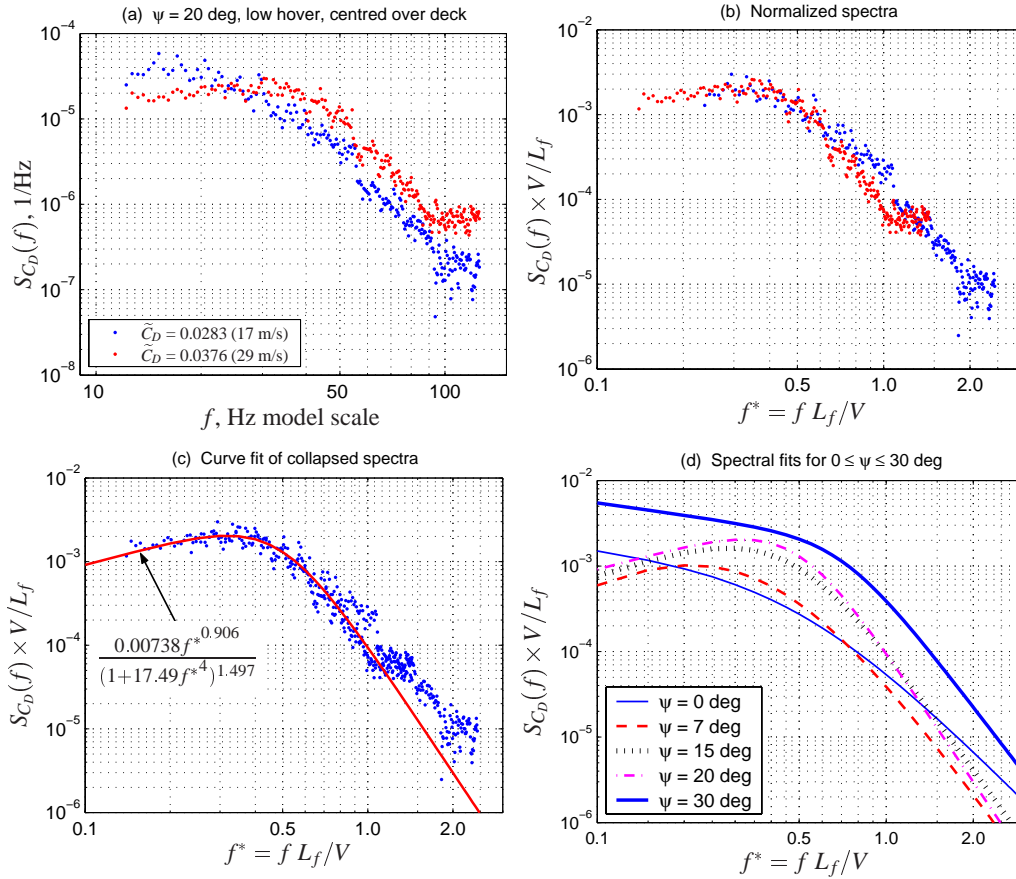 (a) ψ = 20 deg, low hover, centred over deck
10⁻⁴
10⁻⁵
10⁻⁶
10⁻⁷
10⁻⁸
S_{C_D}(f), 1/Hz
C̃_D = 0.0283 (17 m/s)
C̃_D = 0.0376 (29 m/s)
10 50 100
f, Hz model scale
(b) Normalized spectra
10⁻²
10⁻³
10⁻⁴
10⁻⁵
10⁻⁶
S_{C_D}(f) × V/L_f
0.1 0.5 1.0 2.0
f* = f L_f/V
(c) Curve fit of collapsed spectra
10⁻²
10⁻³
10⁻⁴
10⁻⁵
10⁻⁶
S_{C_D}(f) × V/L_f
0.00738f*^0.906
(1+17.49f*^4)^1.497
0.1 0.5 1.0 2.0
f* = f L_f/V
(d) Spectral fits for 0 ≤ ψ ≤ 30 deg
10⁻²
10⁻³
10⁻⁴
10⁻⁵
10⁻⁶
S_{C_D}(f) × V/L_f
ψ = 0 deg
ψ = 7 deg
ψ = 15 deg
ψ = 20 deg
ψ = 30 deg
0.1 0.5 1.0 2.0
f* = f L_f/V